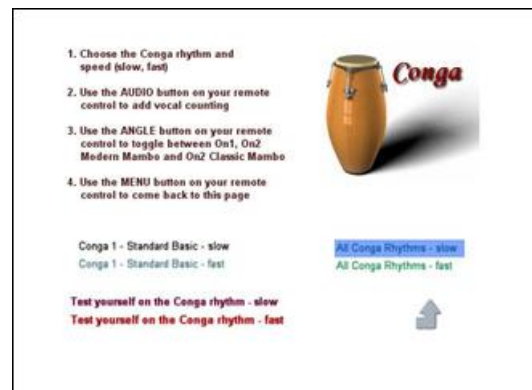 1. Choose the Conga rhythm and
speed (slow, fast)
Conga
2. Use the AUDIO button on your remote
control to add vocal counting
3. Use the ANGLE button on your remote
control to toggle between On1, On2
Modern Mambo and On2 Classic Mambo
4. Use the MENU button on your remote
control to come back to this page
Conga 1 - Standard Basic - slow
Conga 1 - Standard Basic - fast
All Conga Rhythms - slow
All Conga Rhythms - fast
Test yourself on the Conga rhythm - slow
Test yourself on the Conga rhythm - fast